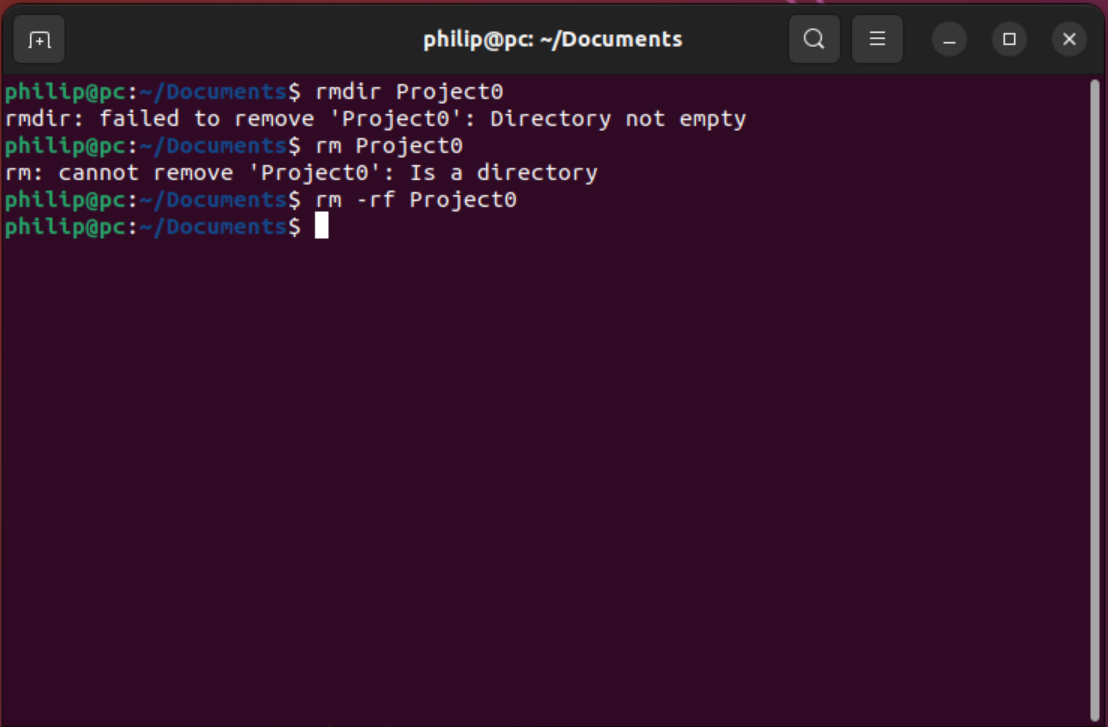 philip@pc: ~/Documents
philip@pc:~/Documents$ rmdir Project0
rmdir: failed to remove 'Project0': Directory not empty
philip@pc:~/Documents$ rm Project0
rm: cannot remove 'Project0': Is a directory
philip@pc:~/Documents$ rm -rf Project0
philip@pc:~/Documents$